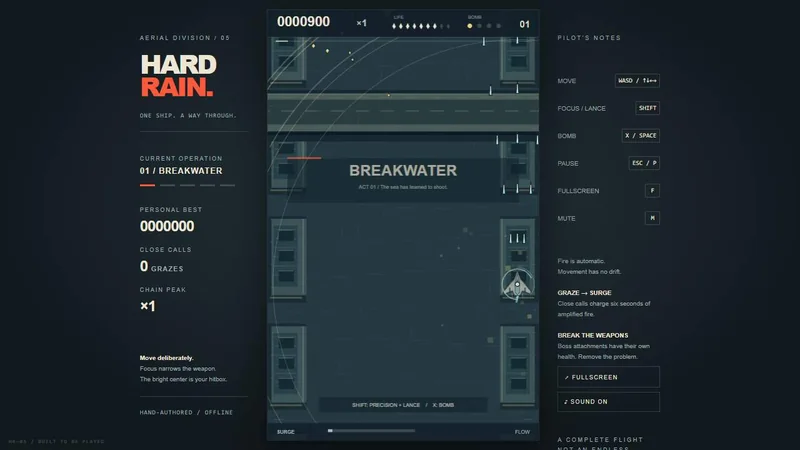 AERIAL DIVISION / 05
HARD
RAIN.
ONE SHIP. A WAY THROUGH.
CURRENT OPERATION
01 / BREAKWATER
PERSONAL BEST
0000000
CLOSE CALLS
0 GRAZES
CHAIN PEAK
×1
Move deliberately.
Focus narrows the weapon.
The bright center is your hitbox.
HAND-AUTHORED / OFFLINE
0000900
×1
LIFE
BOMB
01
BREAKWATER
ACT 01 / The sea has learned to shoot.
SHIFT: PRECISION + LANCE / X: BOMB
SURGE
FLOW
PILOT'S NOTES
MOVE
WASD / ↑↓←→
FOCUS / LANCE
SHIFT
BOMB
X / SPACE
PAUSE
ESC / P
FULLSCREEN
F
MUTE
M
Fire is automatic.
Movement has no drift.
GRAZE → SURGE
Close calls charge six seconds of
amplified fire.
BREAK THE WEAPONS
Boss attachments have their own
health. Remove the problem.
↗ FULLSCREEN
♪ SOUND ON
A COMPLETE FLIGHT
NOT AN ENDLESS